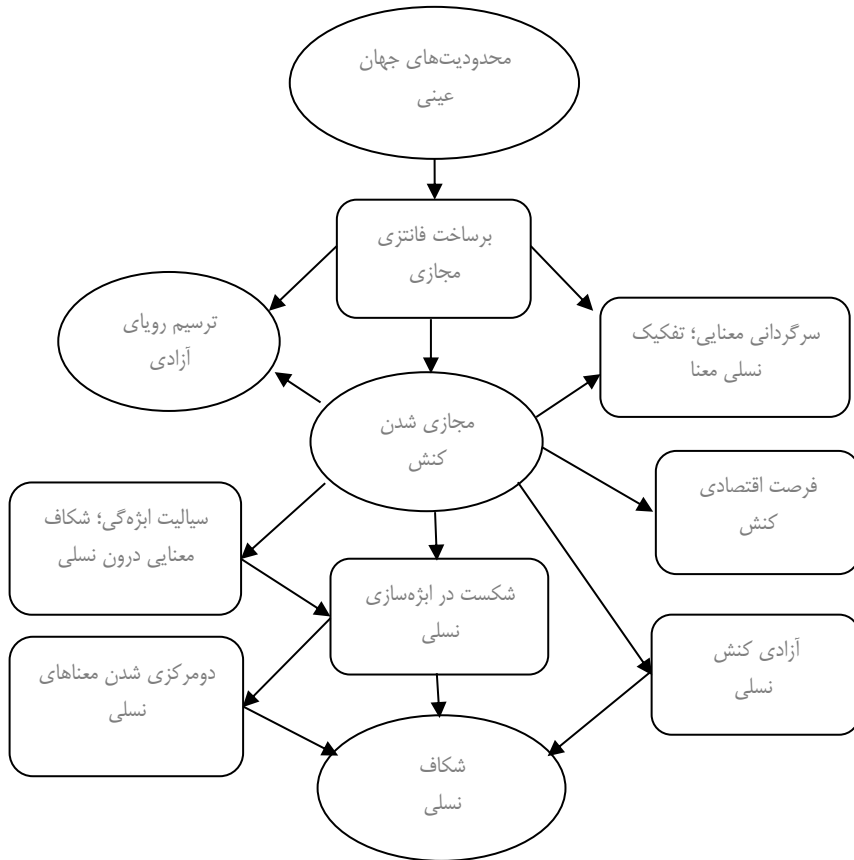 محدودیت‌های جهان
عینی
برساخت فانتزی
مجازی
ترسیم رویای
آزادی
سرگردانی معنایی؛ تفکیک
نسلی معنا
مجازی شدن
کنش
فرصت اقتصادی
کنش
سیالیت ابژه‌گی؛ شکاف
معنایی درون نسلی
شکست در ابژه‌سازی
نسلی
آزادی کنش
نسلی
دومرکزی شدن معناهای
نسلی
شکاف
نسلی